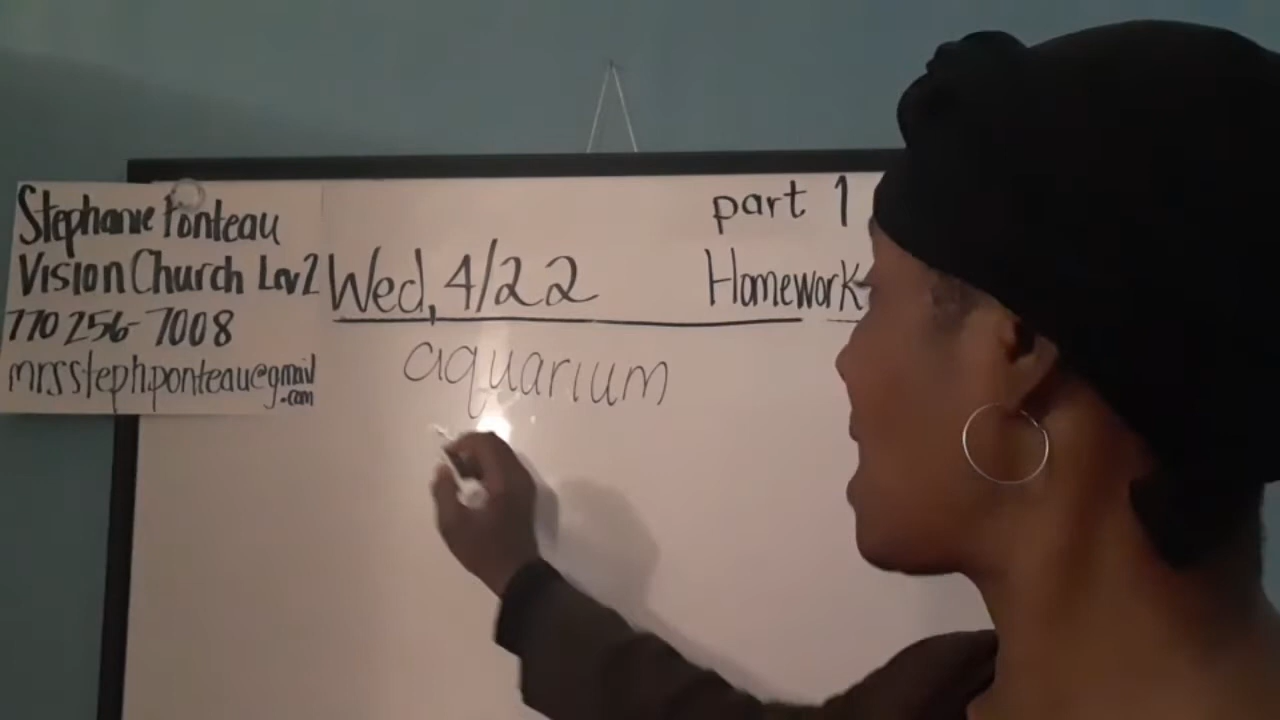 Stephanie Ponteau
Vision Church Lev2
770 256-7008
mrsstephponteau@gmail
.com
part 1
Wed, 4/22
Homework
aquarium